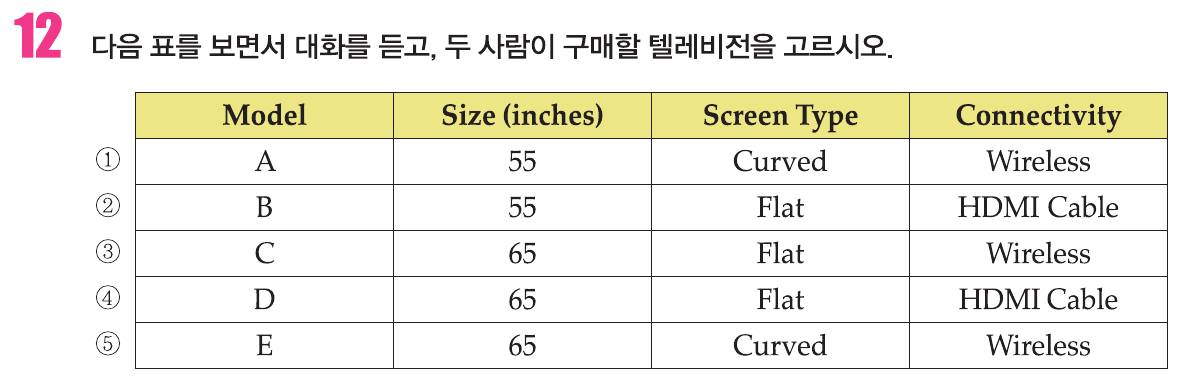 12 다음 표를 보면서 대화를 듣고, 두 사람이 구매할 텔레비전을 고르시오.
Model Size (inches) Screen Type Connectivity
① A 55 Curved Wireless
② B 55 Flat HDMI Cable
③ C 65 Flat Wireless
④ D 65 Flat HDMI Cable
⑤ E 65 Curved Wireless